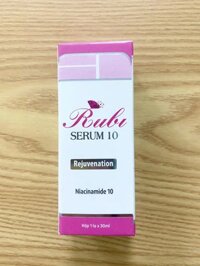 Rubi
SERUM 10
Rejuvenation
Niacinamide 10
Hộp 1 lọ x 30ml